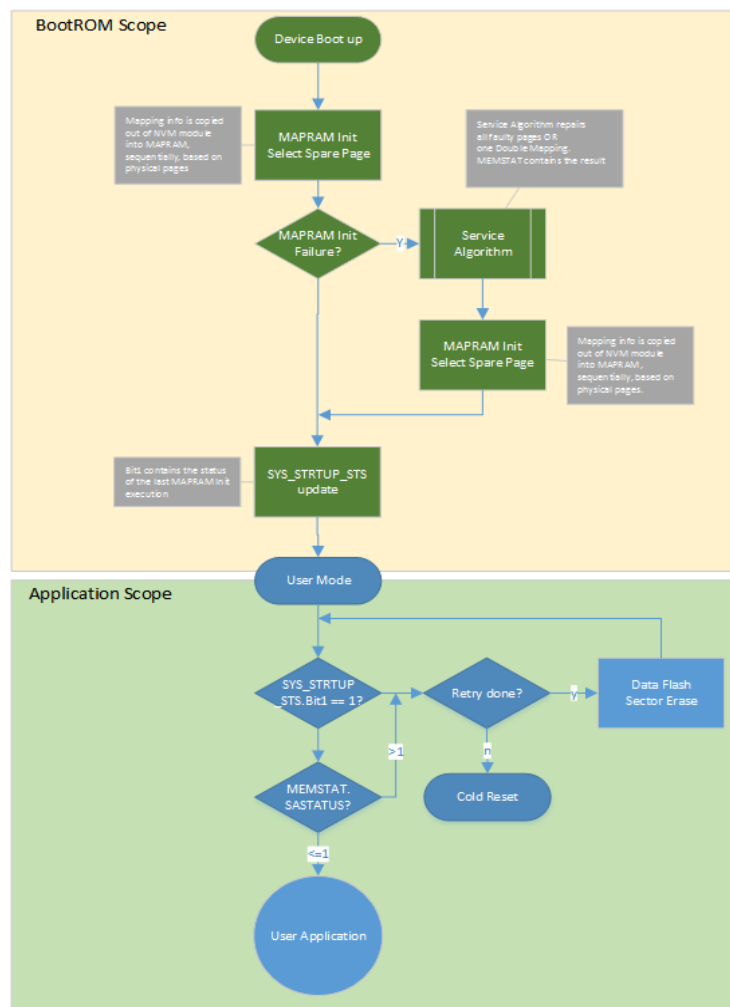 BootROM Scope
Device Boot up
Mapping info is copied
out of NVM module
into MAPRAM,
sequentially, based on
physical pages
MAPRAM Init
Select Spare Page
Service Algorithm repairs
all faulty pages OR
one Double Mapping.
MEMSTAT contains the result
MAPRAM Init
Failure?
Y
Service
Algorithm
MAPRAM Init
Select Spare Page
Mapping info is copied
out of NVM module
into MAPRAM,
sequentially, based on
physical pages.
Bit1 contains the status
of the last MAPRAM Init
execution
SYS_STRTUP_STS
update
User Mode
Application Scope
SYS_STRTUP
_STS.Bit1 == 1?
Retry done?
y
Data Flash
Sector Erase
>1
n
MEMSTAT.
SASTATUS?
Cold Reset
<=1
User Application